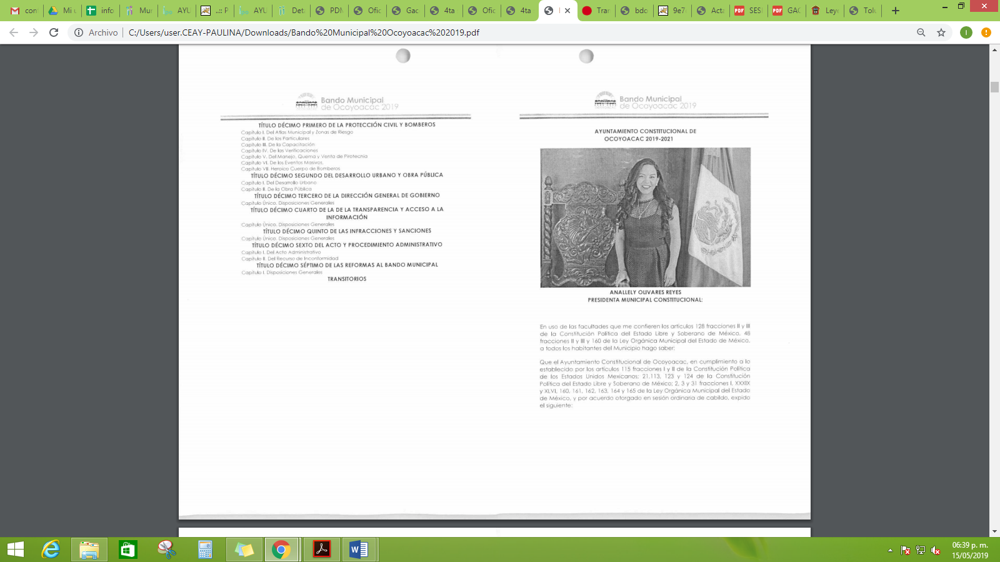 con
Mi u
info
Mur
AYU
..:: P
AYU
Det
PDM
Ofic
Gac
4ta
Ofic
4ta
Trar
bdo
9e7
Acta
SESI
GAC
Leye
Tolu
Archivo
C:/Users/user.CEAY-PAULINA/Downloads/Bando%20Municipal%20Ocoyoacac%202019.pdf
Bando Municipal
de Ocoyoacac 2019
TÍTULO DÉCIMO PRIMERO DE LA PROTECCIÓN CIVIL Y BOMBEROS
Capítulo I. Del Atlas Municipal y Zonas de Riesgo
Capítulo II. De los Particulares
Capítulo III. De la Capacitación
Capítulo IV. De las Verificaciones
Capítulo V. Del Manejo, Quema y Venta de Pirotecnia
Capítulo VI. De los Eventos Masivos.
Capítulo VII. Heroico Cuerpo de Bomberos
TÍTULO DÉCIMO SEGUNDO DEL DESARROLLO URBANO Y OBRA PÚBLICA
Capítulo I. Del Desarrollo Urbano
Capítulo II. De la Obra Pública
TÍTULO DÉCIMO TERCERO DE LA DIRECCIÓN GENERAL DE GOBIERNO
Capítulo Único. Disposiciones Generales
TÍTULO DÉCIMO CUARTO DE LA DE LA TRANSPARENCIA Y ACCESO A LA
INFORMACIÓN
Capítulo Único. Disposiciones Generales
TÍTULO DÉCIMO QUINTO DE LAS INFRACCIONES Y SANCIONES
Capítulo Único. Disposiciones Generales
TÍTULO DÉCIMO SEXTO DEL ACTO Y PROCEDIMIENTO ADMINISTRATIVO
Capítulo I. Del Acto Administrativo
Capítulo II. Del Recurso de Inconformidad
TÍTULO DÉCIMO SÉPTIMO DE LAS REFORMAS AL BANDO MUNICIPAL
Capítulo I. Disposiciones Generales
TRANSITORIOS
Bando Municipal
de Ocoyoacac 2019
AYUNTAMIENTO CONSTITUCIONAL DE
OCOYOACAC 2019-2021
ANALLELY OLIVARES REYES
PRESIDENTA MUNICIPAL CONSTITUCIONAL:
En uso de las facultades que me confieren los artículos 128 fracciones II y III
de la Constitución Política del Estado Libre y Soberano de México, 48
fracciones II y III y 160 de la Ley Orgánica Municipal del Estado de México,
a todos los habitantes del Municipio hago saber:
Que el Ayuntamiento Constitucional de Ocoyoacac, en cumplimiento a lo
establecido por los artículos 115 fracciones I y II de la Constitución Política
de los Estados Unidos Mexicanos; 21,113, 123 y 124 de la Constitución
Política del Estado Libre y Soberano de México; 2, 3 y 31 fracciones I, XXXIX
y XLVI, 160, 161, 162, 163, 164 y 165 de la Ley Orgánica Municipal del Estado
de México, y por acuerdo otorgado en sesión ordinaria de cabildo, expido
el siguiente:
06:39 p. m.
15/05/2019